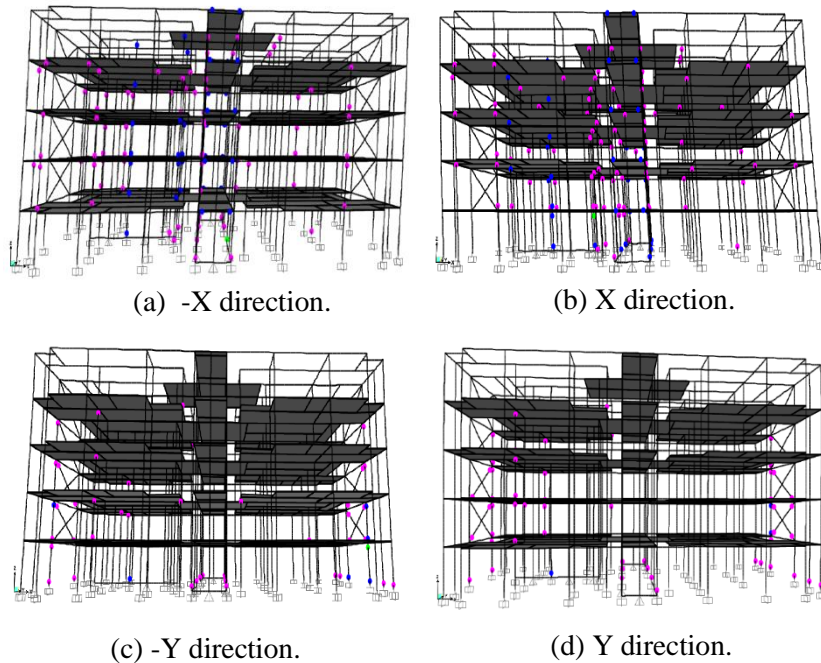 (a) -X direction.
(b) X direction.
(c) -Y direction.
(d) Y direction.